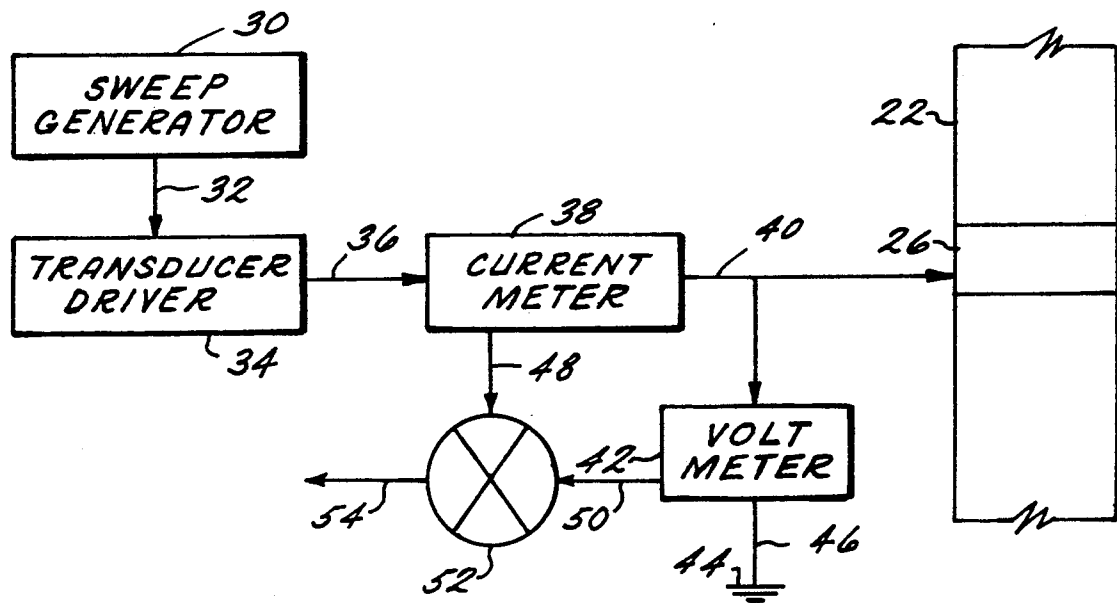 30
SWEEP
GENERATOR
32
22
TRANSDUCER
DRIVER
34
36
38
CURRENT
METER
40
26
48
VOLT
METER
42
50
52
54
44
46